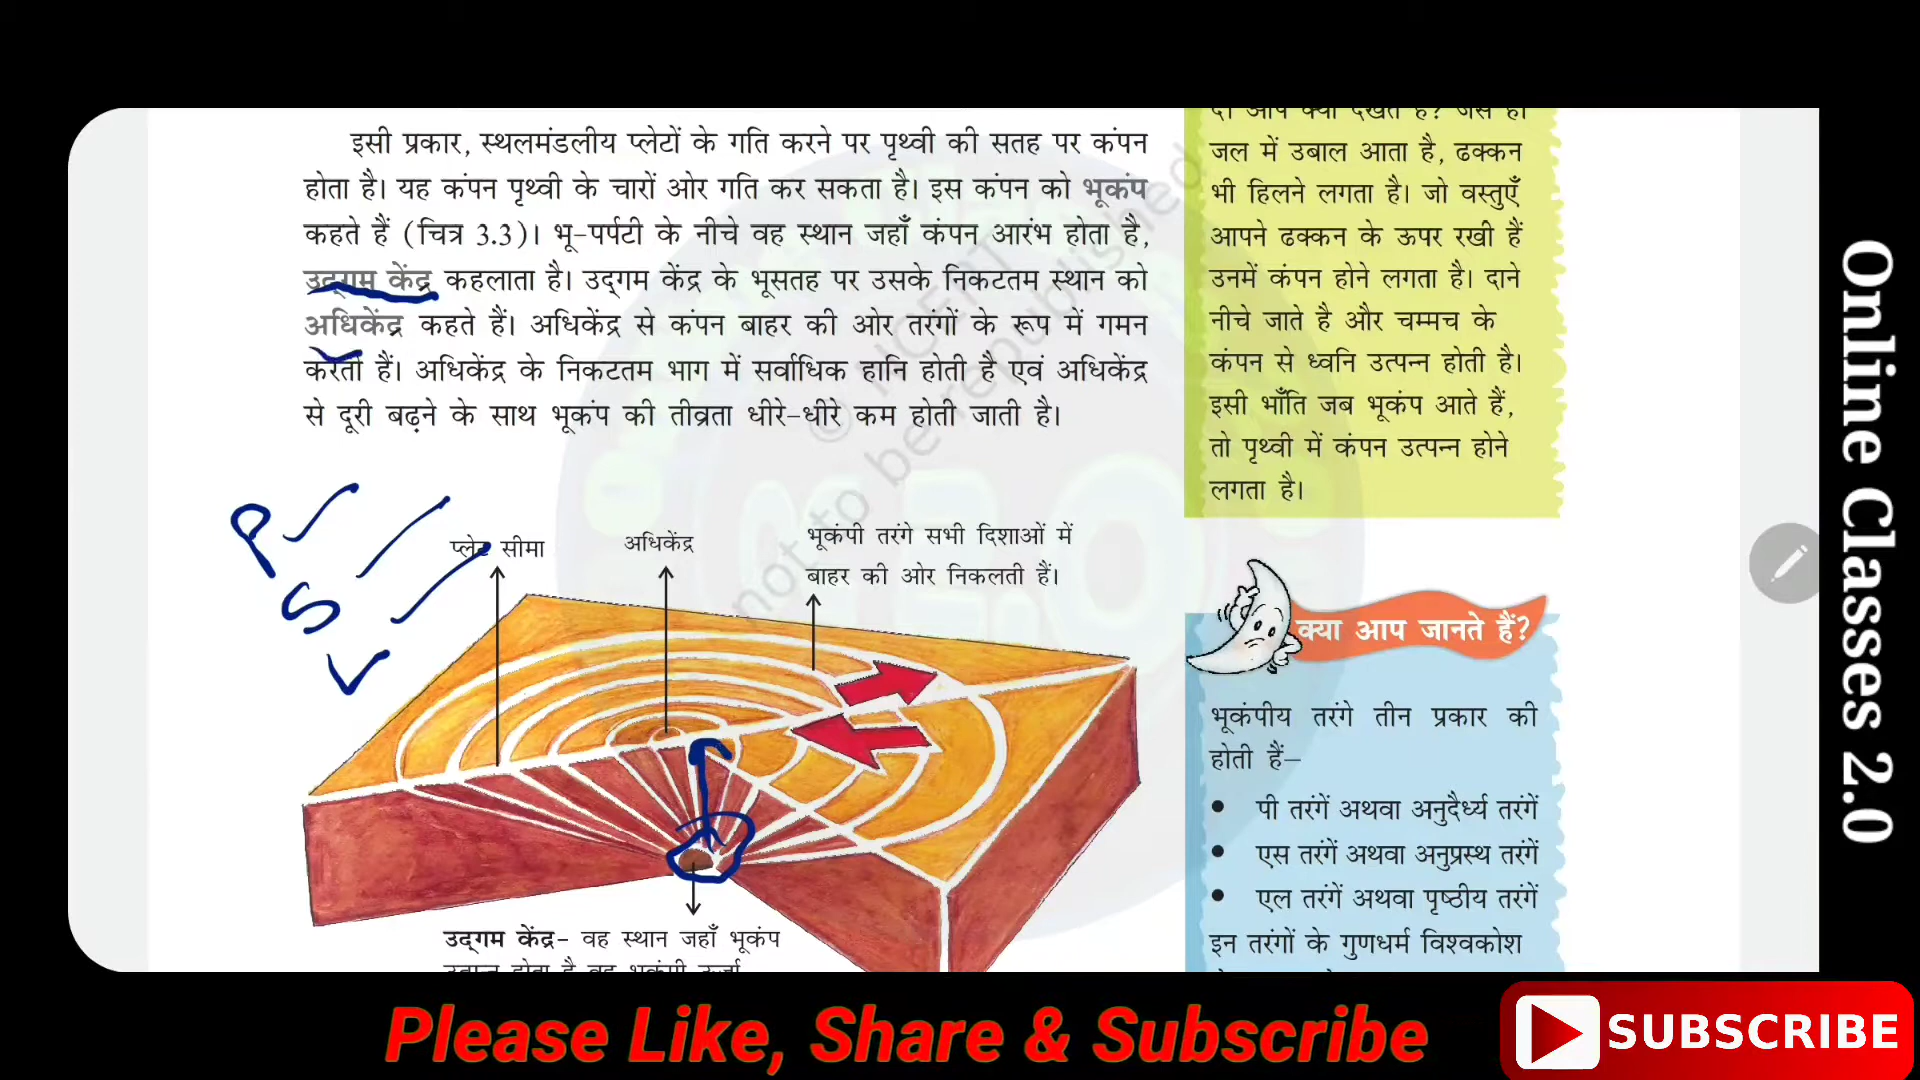 इसी प्रकार, स्थलमंडलीय प्लेटों के गति करने पर पृथ्वी की सतह पर कंपन
होता है। यह कंपन पृथ्वी के चारों ओर गति कर सकता है। इस कंपन को भूकंप
कहते हैं (चित्र 3.3)। भू-पर्पटी के नीचे वह स्थान जहाँ कंपन आरंभ होता है,
उद्गम केंद्र कहलाता है। उद्गम केंद्र के भूसतह पर उसके निकटतम स्थान को
अधिकेंद्र कहते हैं। अधिकेंद्र से कंपन बाहर की ओर तरंगों के रूप में गमन
करती हैं। अधिकेंद्र के निकटतम भाग में सर्वाधिक हानि होती है एवं अधिकेंद्र
से दूरी बढ़ने के साथ भूकंप की तीव्रता धीरे-धीरे कम होती जाती है।
P
S
L
प्लेट सीमा
अधिकेंद्र
भूकंपी तरंगे सभी दिशाओं में
बाहर की ओर निकलती हैं।
उद्गम केंद्र- वह स्थान जहाँ भूकंप
not to be republished
जल में उबाल आता है, ढक्कन
भी हिलने लगता है। जो वस्तुएँ
आपने ढक्कन के ऊपर रखी हैं
उनमें कंपन होने लगता है। दाने
नीचे जाते है और चम्मच के
कंपन से ध्वनि उत्पन्न होती है।
इसी भाँति जब भूकंप आते हैं,
तो पृथ्वी में कंपन उत्पन्न होने
लगता है।
क्या आप जानते हैं?
भूकंपीय तरंगे तीन प्रकार की
होती हैं–
• पी तरंगें अथवा अनुदैर्ध्य तरंगें
• एस तरंगें अथवा अनुप्रस्थ तरंगें
• एल तरंगें अथवा पृष्ठीय तरंगें
इन तरंगों के गुणधर्म विश्वकोश
Online Classes 2.0
Please Like, Share & Subscribe
SUBSCRIBE